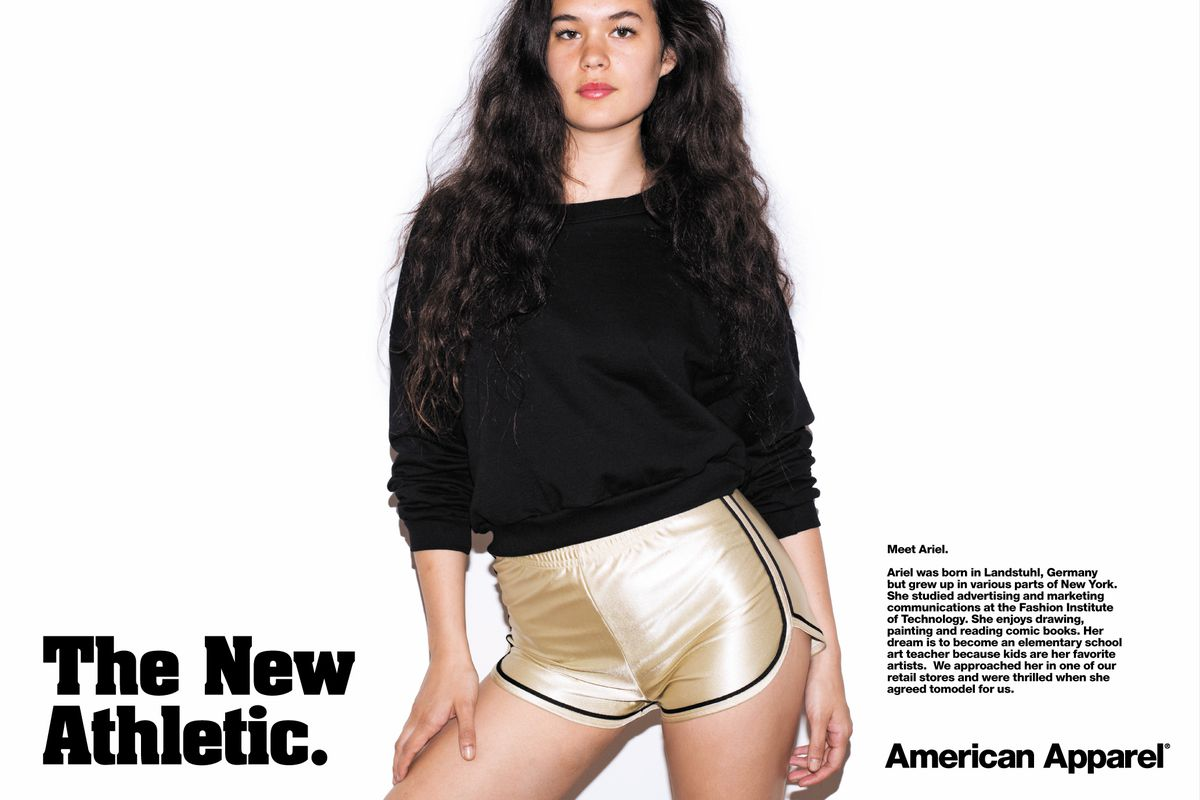 The New
Athletic.
Meet Ariel.
Ariel was born in Landstuhl, Germany
but grew up in various parts of New York.
She studied advertising and marketing
communications at the Fashion Institute
of Technology. She enjoys drawing,
painting and reading comic books. Her
dream is to become an elementary school
art teacher because kids are her favorite
artists.  We approached her in one of our
retail stores and were thrilled when she
agreed tomodel for us.
American Apparel®